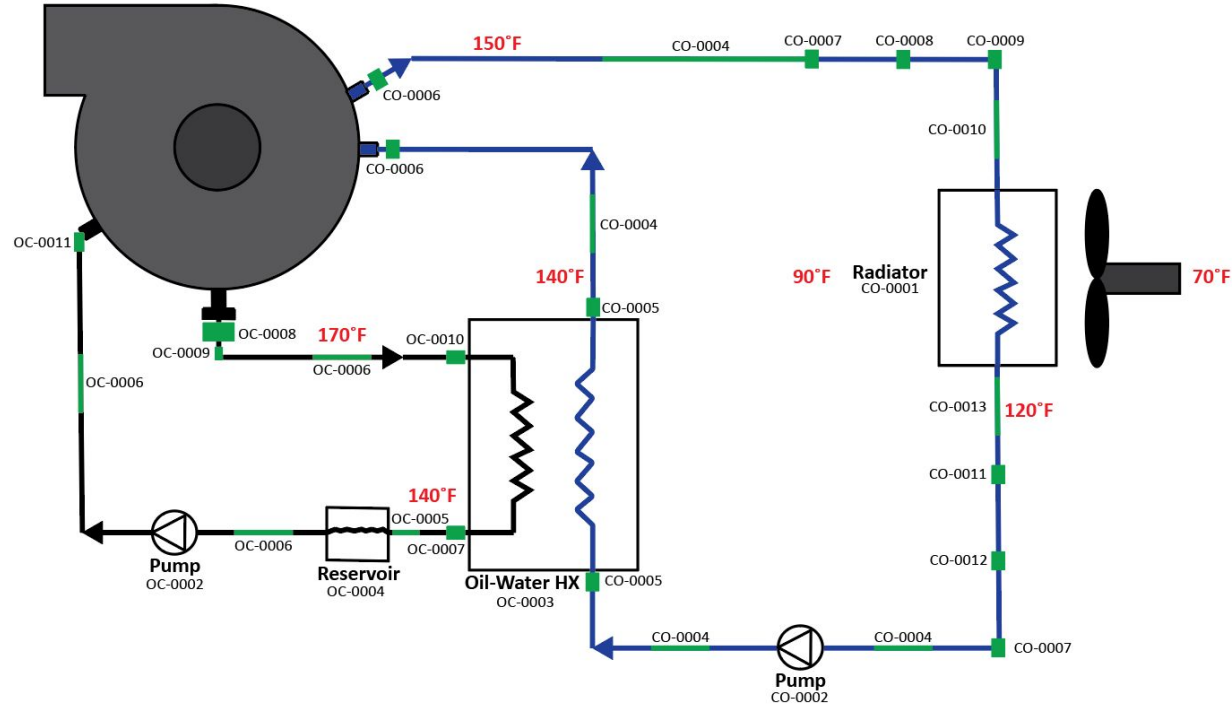 150°F
CO-0004
CO-0007
CO-0008
CO-0009
CO-0006
CO-0010
CO-0006
CO-0004
OC-0011
140°F
90°F
Radiator
CO-0001
70°F
CO-0005
OC-0008
170°F
OC-0010
OC-0009
OC-0006
OC-0006
CO-0013
120°F
CO-0011
140°F
OC-0005
OC-0006
OC-0007
Pump
OC-0002
Reservoir
OC-0004
Oil-Water HX
OC-0003
CO-0005
CO-0012
CO-0004
CO-0004
CO-0007
Pump
CO-0002